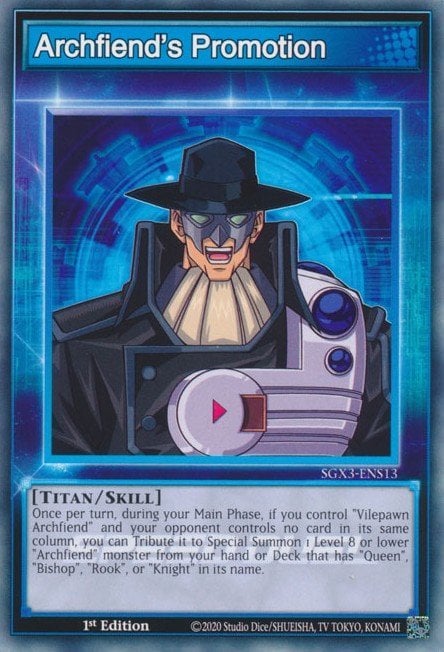 Archfiend's Promotion
SGX3-ENS13
[TITAN/SKILL]
Once per turn, during your Main Phase, if you control "Vilepawn
Archfiend" and your opponent controls no card in its same
column, you can Tribute it to Special Summon 1 Level 8 or lower
"Archfiend" monster from your hand or Deck that has "Queen",
"Bishop", "Rook", or "Knight" in its name.
1st Edition
©2020 Studio Dice/SHUEISHA, TV TOKYO, KONAMI